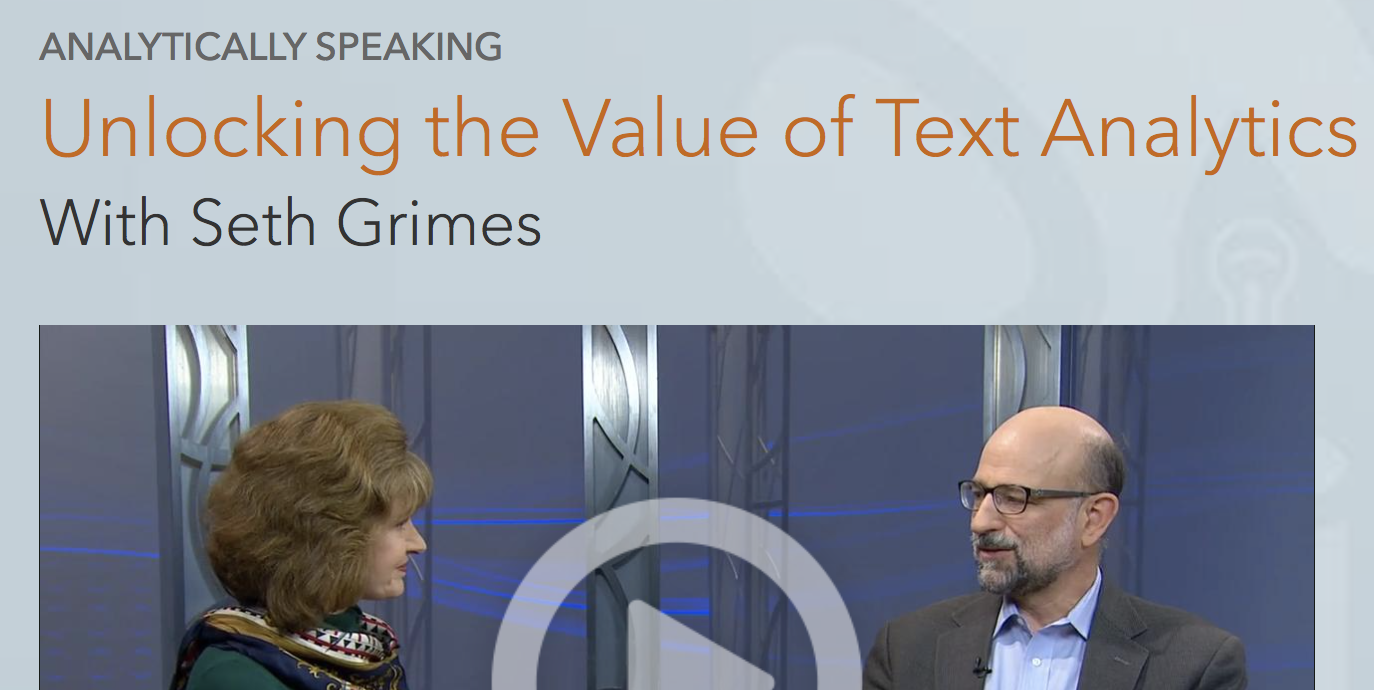 ANALYTICALLY SPEAKING
Unlocking the Value of Text Analytics
With Seth Grimes